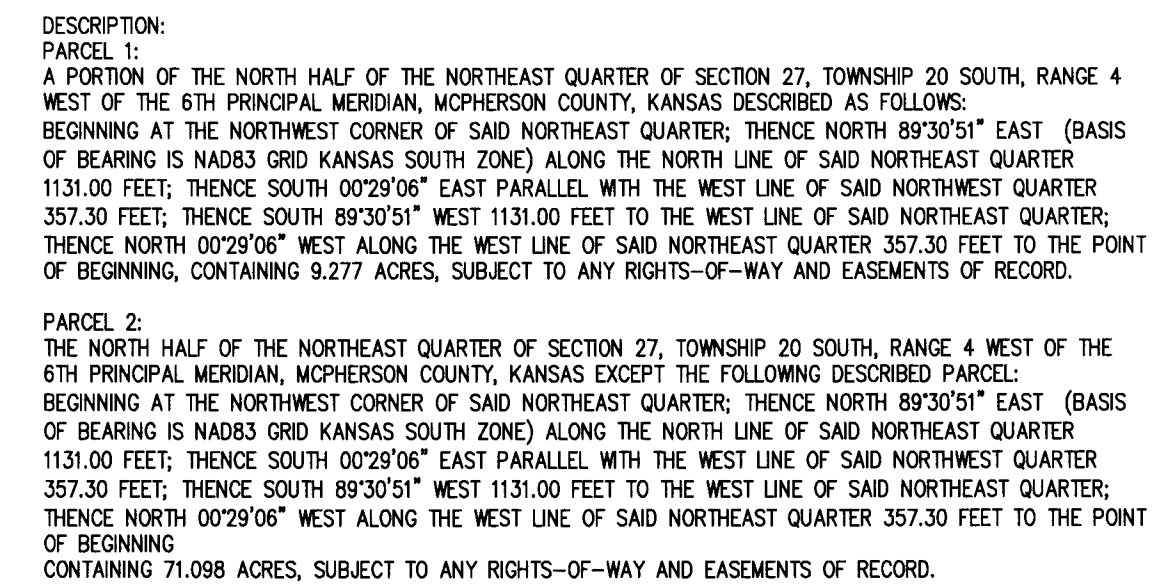 DESCRIPTION:
PARCEL 1:
A PORTION OF THE NORTH HALF OF THE NORTHEAST QUARTER OF SECTION 27, TOWNSHIP 20 SOUTH, RANGE 4
WEST OF THE 6TH PRINCIPAL MERIDIAN, MCPHERSON COUNTY, KANSAS DESCRIBED AS FOLLOWS:
BEGINNING AT THE NORTHWEST CORNER OF SAID NORTHEAST QUARTER; THENCE NORTH 89°30'51" EAST (BASIS
OF BEARING IS NAD83 GRID KANSAS SOUTH ZONE) ALONG THE NORTH LINE OF SAID NORTHEAST QUARTER
1131.00 FEET; THENCE SOUTH 00°29'06" EAST PARALLEL WITH THE WEST LINE OF SAID NORTHWEST QUARTER
357.30 FEET; THENCE SOUTH 89°30'51" WEST 1131.00 FEET TO THE WEST LINE OF SAID NORTHEAST QUARTER;
THENCE NORTH 00°29'06" WEST ALONG THE WEST LINE OF SAID NORTHEAST QUARTER 357.30 FEET TO THE POINT
OF BEGINNING, CONTAINING 9.277 ACRES, SUBJECT TO ANY RIGHTS-OF-WAY AND EASEMENTS OF RECORD.
PARCEL 2:
THE NORTH HALF OF THE NORTHEAST QUARTER OF SECTION 27, TOWNSHIP 20 SOUTH, RANGE 4 WEST OF THE
6TH PRINCIPAL MERIDIAN, MCPHERSON COUNTY, KANSAS EXCEPT THE FOLLOWING DESCRIBED PARCEL:
BEGINNING AT THE NORTHWEST CORNER OF SAID NORTHEAST QUARTER; THENCE NORTH 89°30'51" EAST (BASIS
OF BEARING IS NAD83 GRID KANSAS SOUTH ZONE) ALONG THE NORTH LINE OF SAID NORTHEAST QUARTER
1131.00 FEET; THENCE SOUTH 00°29'06" EAST PARALLEL WITH THE WEST LINE OF SAID NORTHWEST QUARTER
357.30 FEET; THENCE SOUTH 89°30'51" WEST 1131.00 FEET TO THE WEST LINE OF SAID NORTHEAST QUARTER;
THENCE NORTH 00°29'06" WEST ALONG THE WEST LINE OF SAID NORTHEAST QUARTER 357.30 FEET TO THE POINT
OF BEGINNING
CONTAINING 71.098 ACRES, SUBJECT TO ANY RIGHTS-OF-WAY AND EASEMENTS OF RECORD.